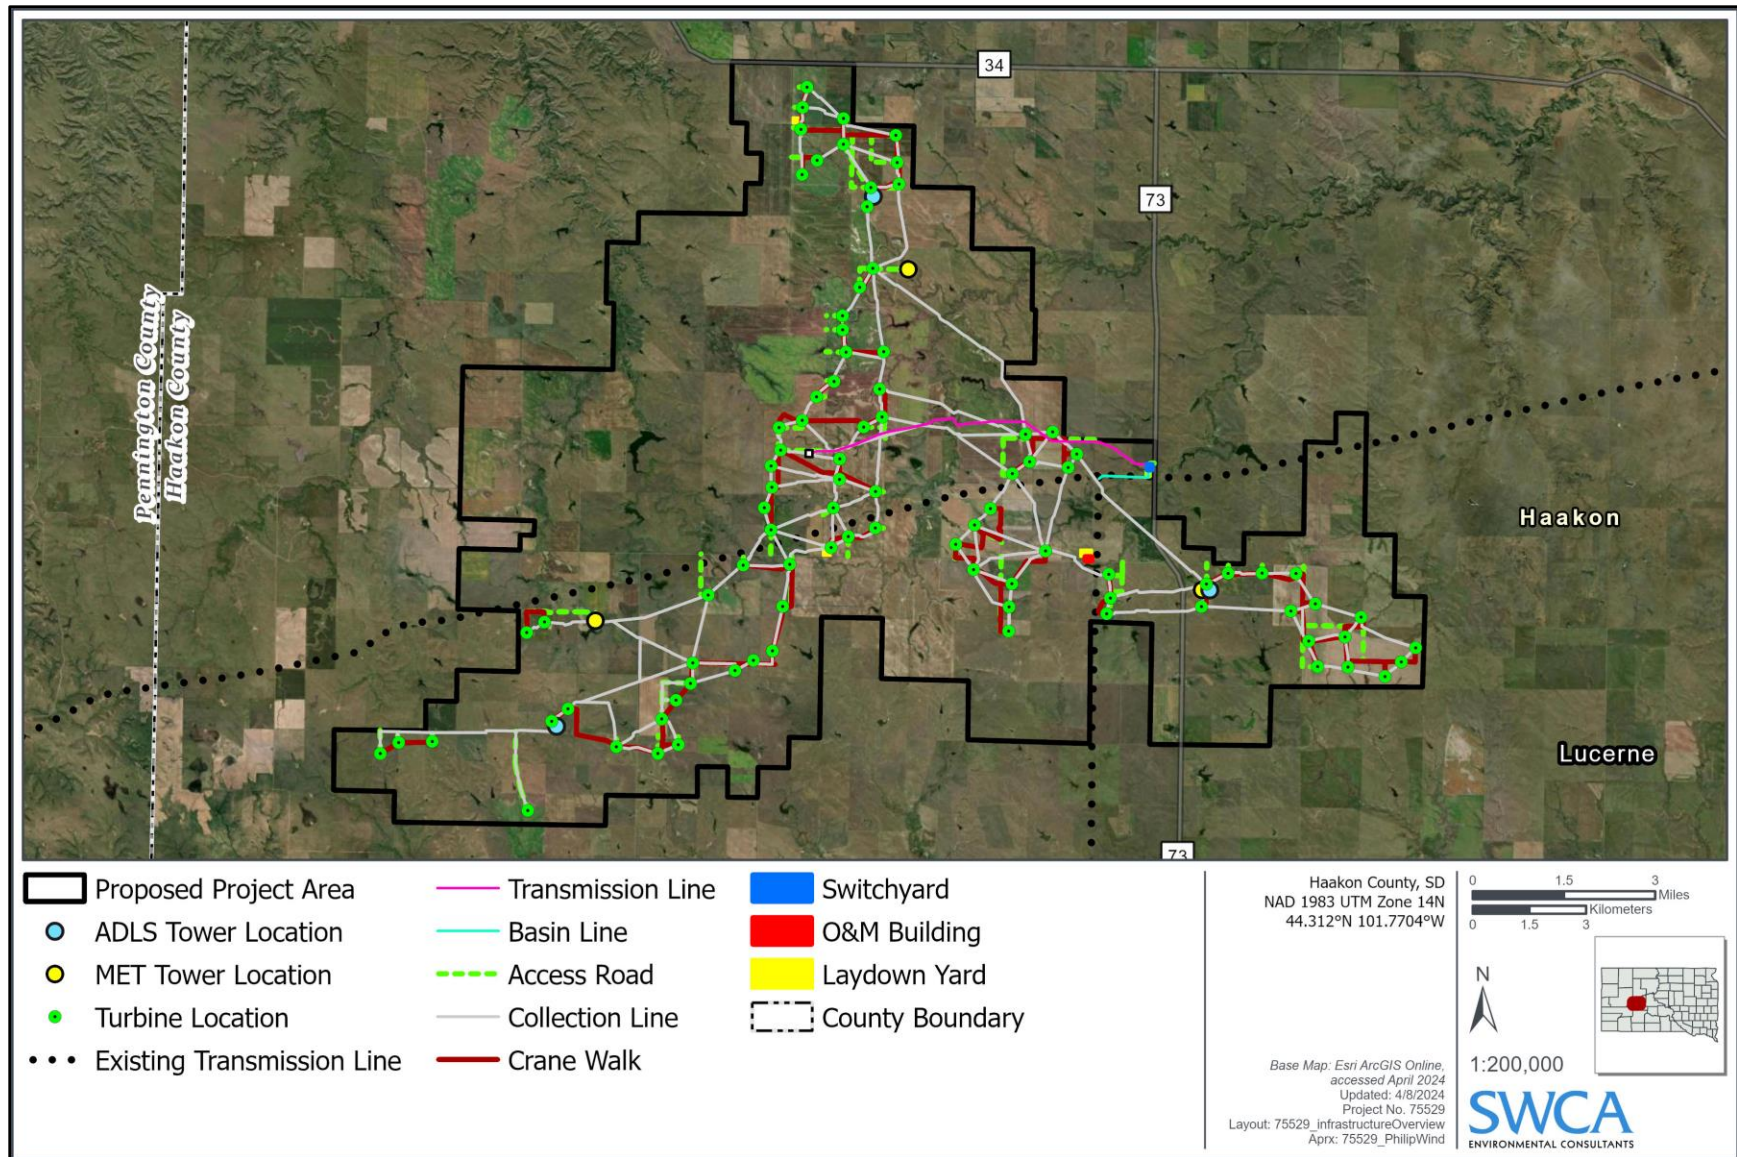 34
73
Pennington County
Haakon County
Haakon
Lucerne
73
Proposed Project Area
ADLS Tower Location
MET Tower Location
Turbine Location
Existing Transmission Line
Transmission Line
Basin Line
Access Road
Collection Line
Crane Walk
Switchyard
O&M Building
Laydown Yard
County Boundary
Haakon County, SD
NAD 1983 UTM Zone 14N
44.312°N 101.7704°W
Base Map: Esri ArcGIS Online,
accessed April 2024
Updated: 4/8/2024
Project No. 75529
Layout: 75529_infrastructureOverview
Aprx: 75529_PhilipWind
0 1.5 3
Miles
Kilometers
0 1.5 3
N
1:200,000
SWCA
ENVIRONMENTAL CONSULTANTS